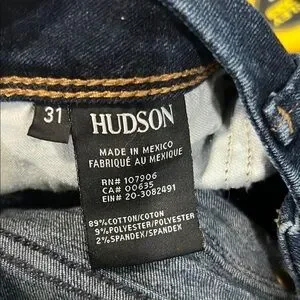 31
HUDSON
MADE IN MEXICO
FABRIQUÉ AU MEXIQUE
RN# 107906
CA# 00635
EIN# 20-3082491
89% COTTON/COTON
9% POLYESTER/POLYESTER
2% SPANDEX/SPANDEX